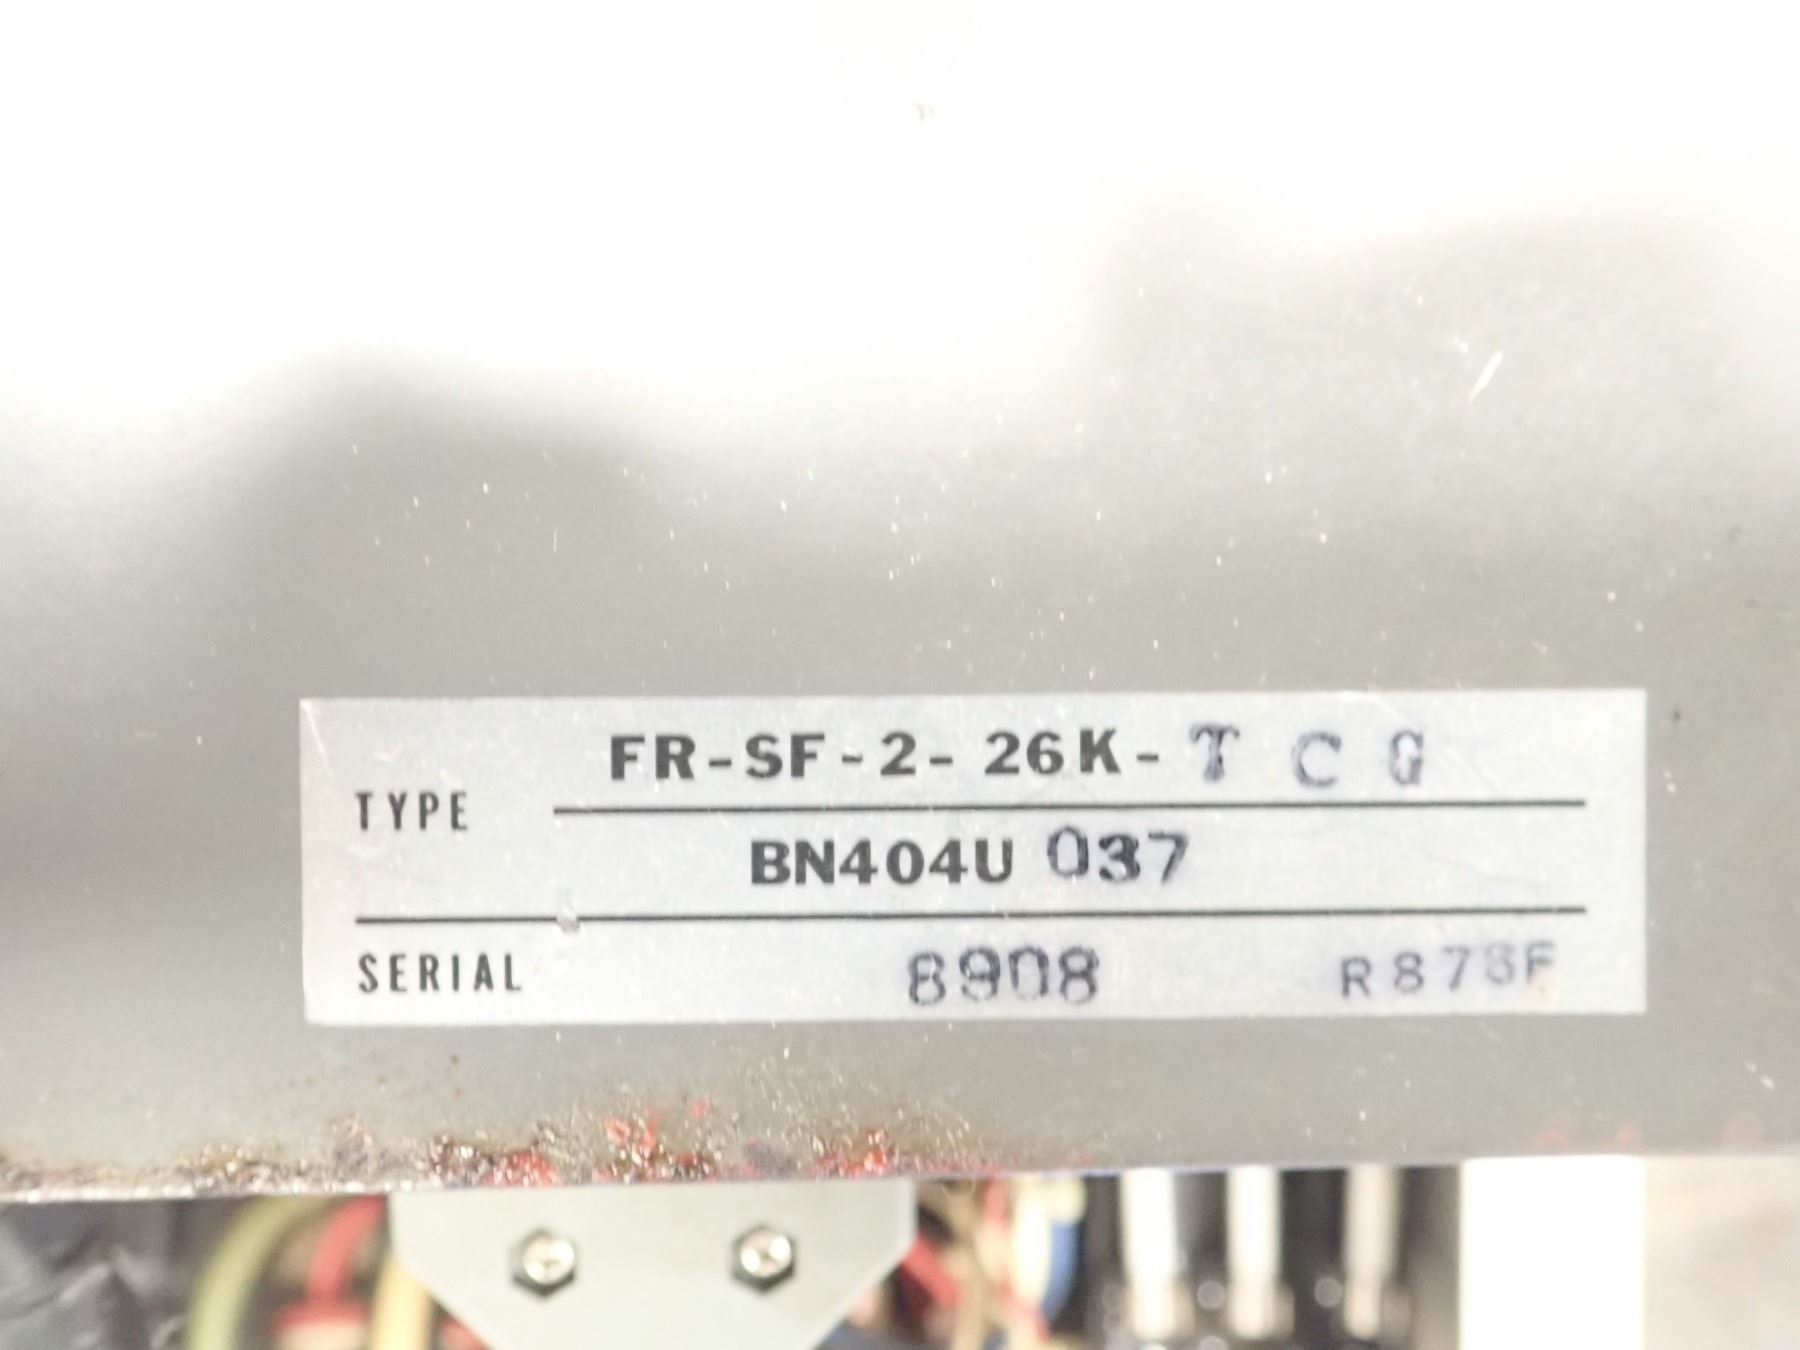 TYPE
FR-SF-2-26K-T C G
BN404U 037
SERIAL 8908 R878F